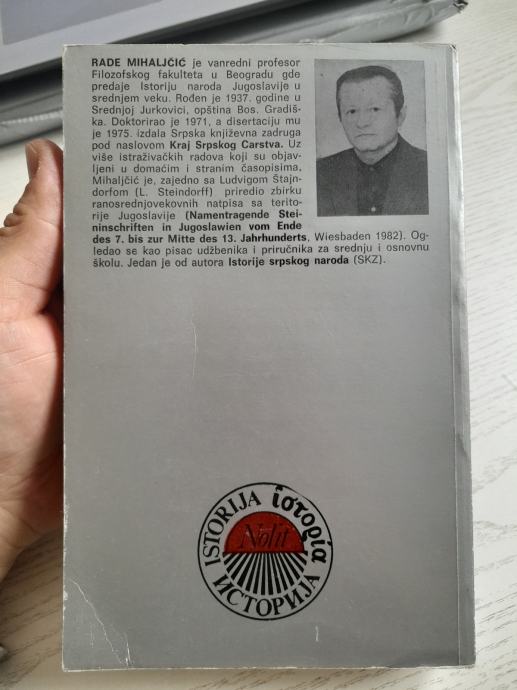 RADE MIHALJČIĆ je vanredni profesor
Filozofskog fakulteta u Beogradu gde
predaje Istoriju naroda Jugoslavije u
srednjem veku. Rođen je 1937. godine u
Srednjoj Jurkovici, opština Bos. Gradiš-
ka. Doktorirao je 1971, a disertaciju mu
je 1975. izdala Srpska književna zadruga
pod naslovom Kraj Srpskog Carstva. Uz
više istraživačkih radova koji su objav-
ljeni u domaćim i stranim časopisima,
Mihaljčić je, zajedno sa Ludvigom Štajn-
dorfom (L. Steindorff) priredio zbirku
ranosrednjovekovnih natpisa sa terito-
rije Jugoslavije (Namentragende Stei-
ninschriften in Jugoslawien vom Ende
des 7. bis zur Mitte des 13. Jahrhunderts, Wiesbaden 1982). Og-
ledao se kao pisac udžbenika i priručnika za srednju i osnovnu
školu. Jedan je od autora Istorije srpskog naroda (SKZ).
ISTORIJA ἱστορία
Nolit
ИСТОРИЈА